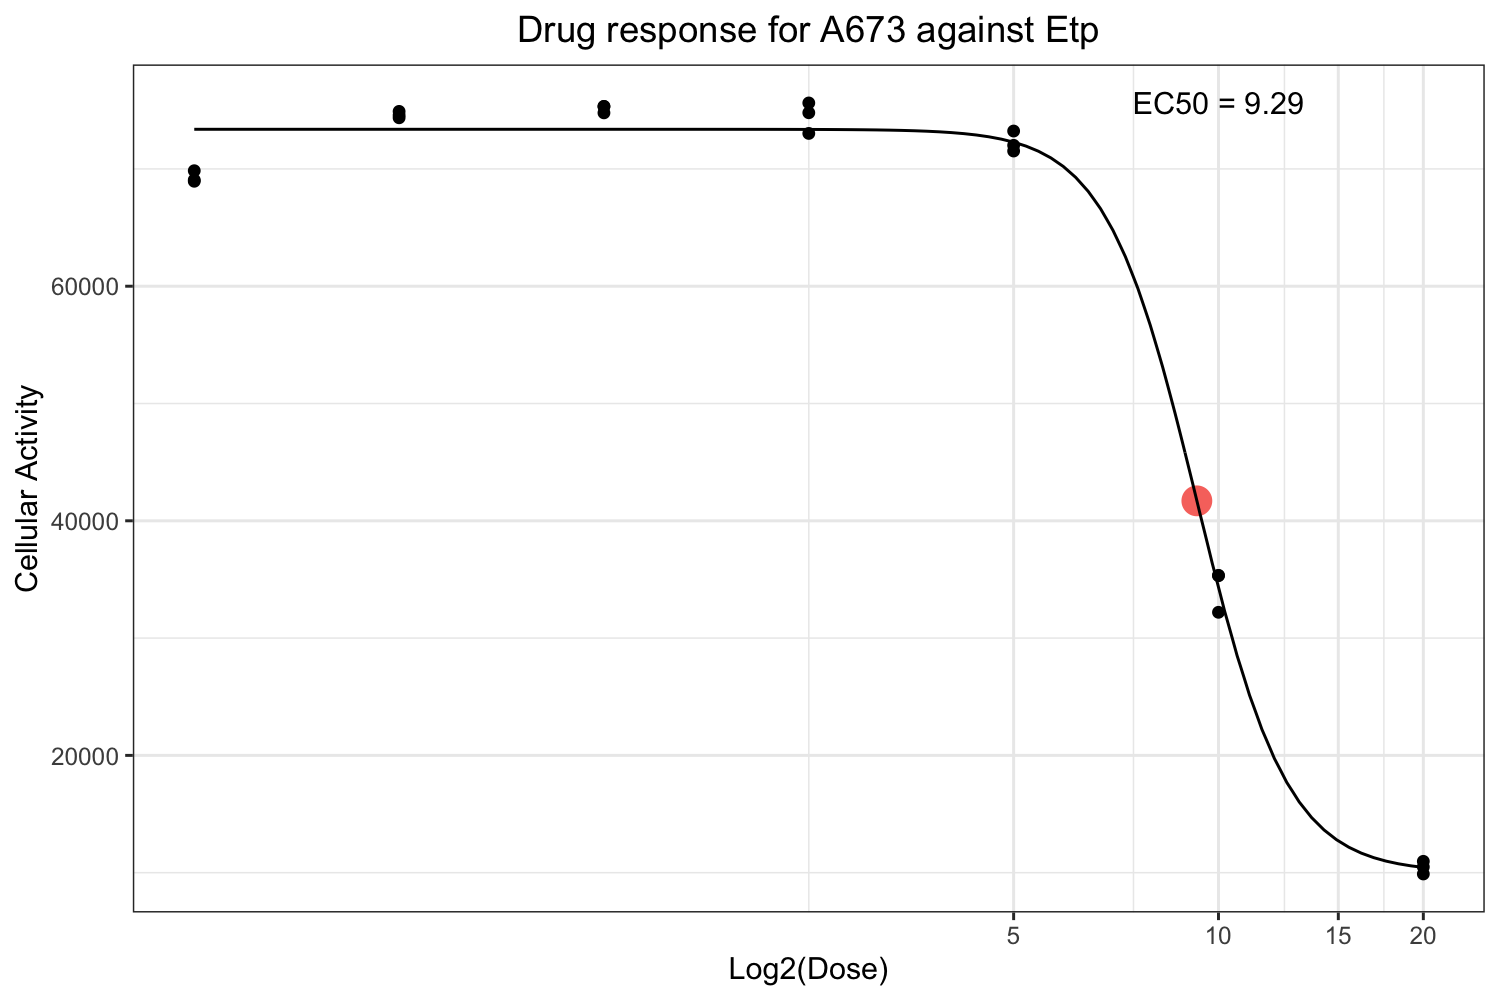 Drug response for A673 against Etp
EC50 = 9.29
60000
40000
20000
Cellular Activity
5 10 15 20
Log2(Dose)